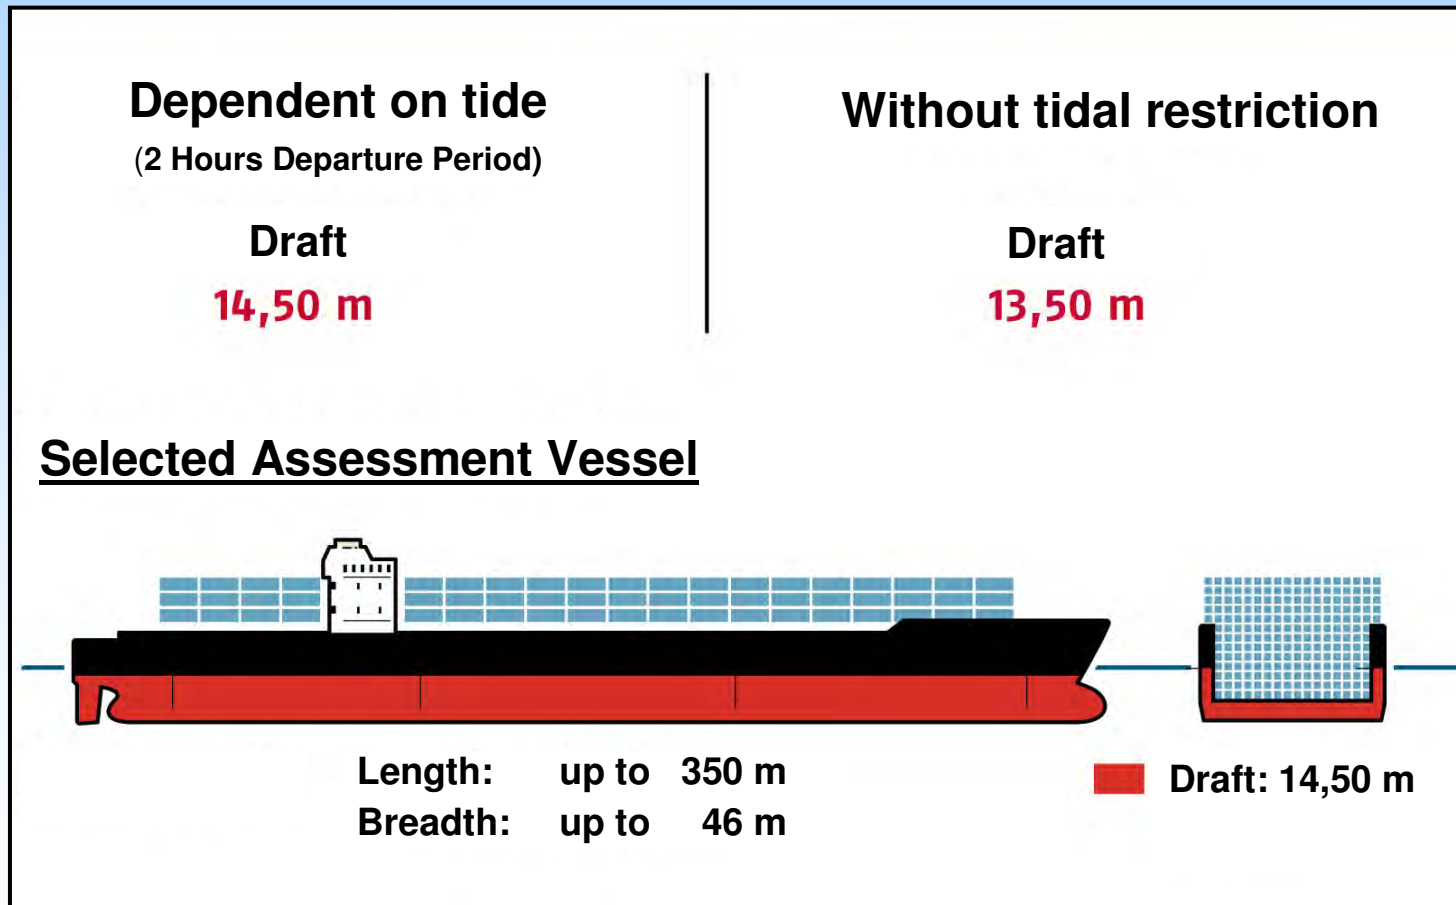 Dependent on tide
(2 Hours Departure Period)
Draft
14,50 m
Without tidal restriction
Draft
13,50 m
Selected Assessment Vessel
Length: up to 350 m
Breadth: up to 46 m
Draft: 14,50 m